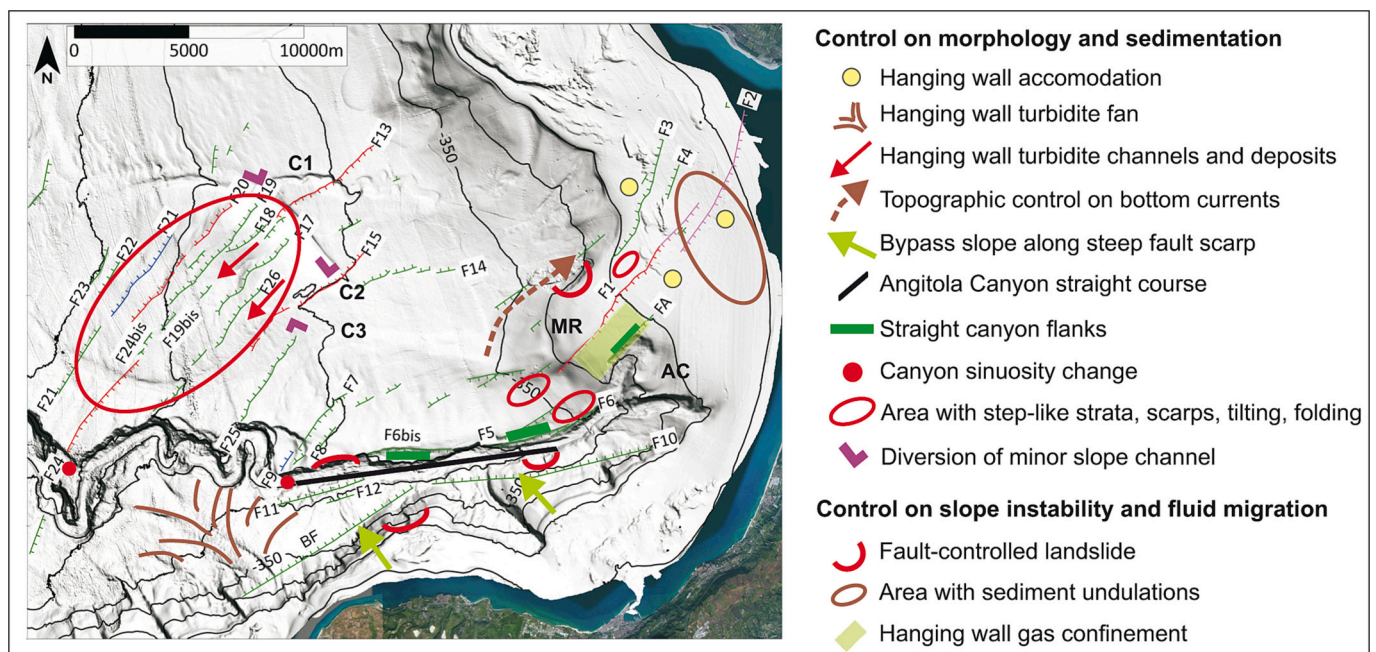 0 5000 10000m
N
C1
F13
F2
F3
F4
-350
F20
F19
F18
F17
F21
F22
F23
F15
F14
F26
C2
C3
F1
FA
MR
AC
F24bis
F19bis
F21
F7
-350
F6
F5
F6bis
F10
F25
F8
F9
F24
F12
F11
350
BF
-350
Control on morphology and sedimentation
Hanging wall accomodation
Hanging wall turbidite fan
Hanging wall turbidite channels and deposits
Topographic control on bottom currents
Bypass slope along steep fault scarp
Angitola Canyon straight course
Straight canyon flanks
Canyon sinuosity change
Area with step-like strata, scarps, tilting, folding
Diversion of minor slope channel
Control on slope instability and fluid migration
Fault-controlled landslide
Area with sediment undulations
Hanging wall gas confinement